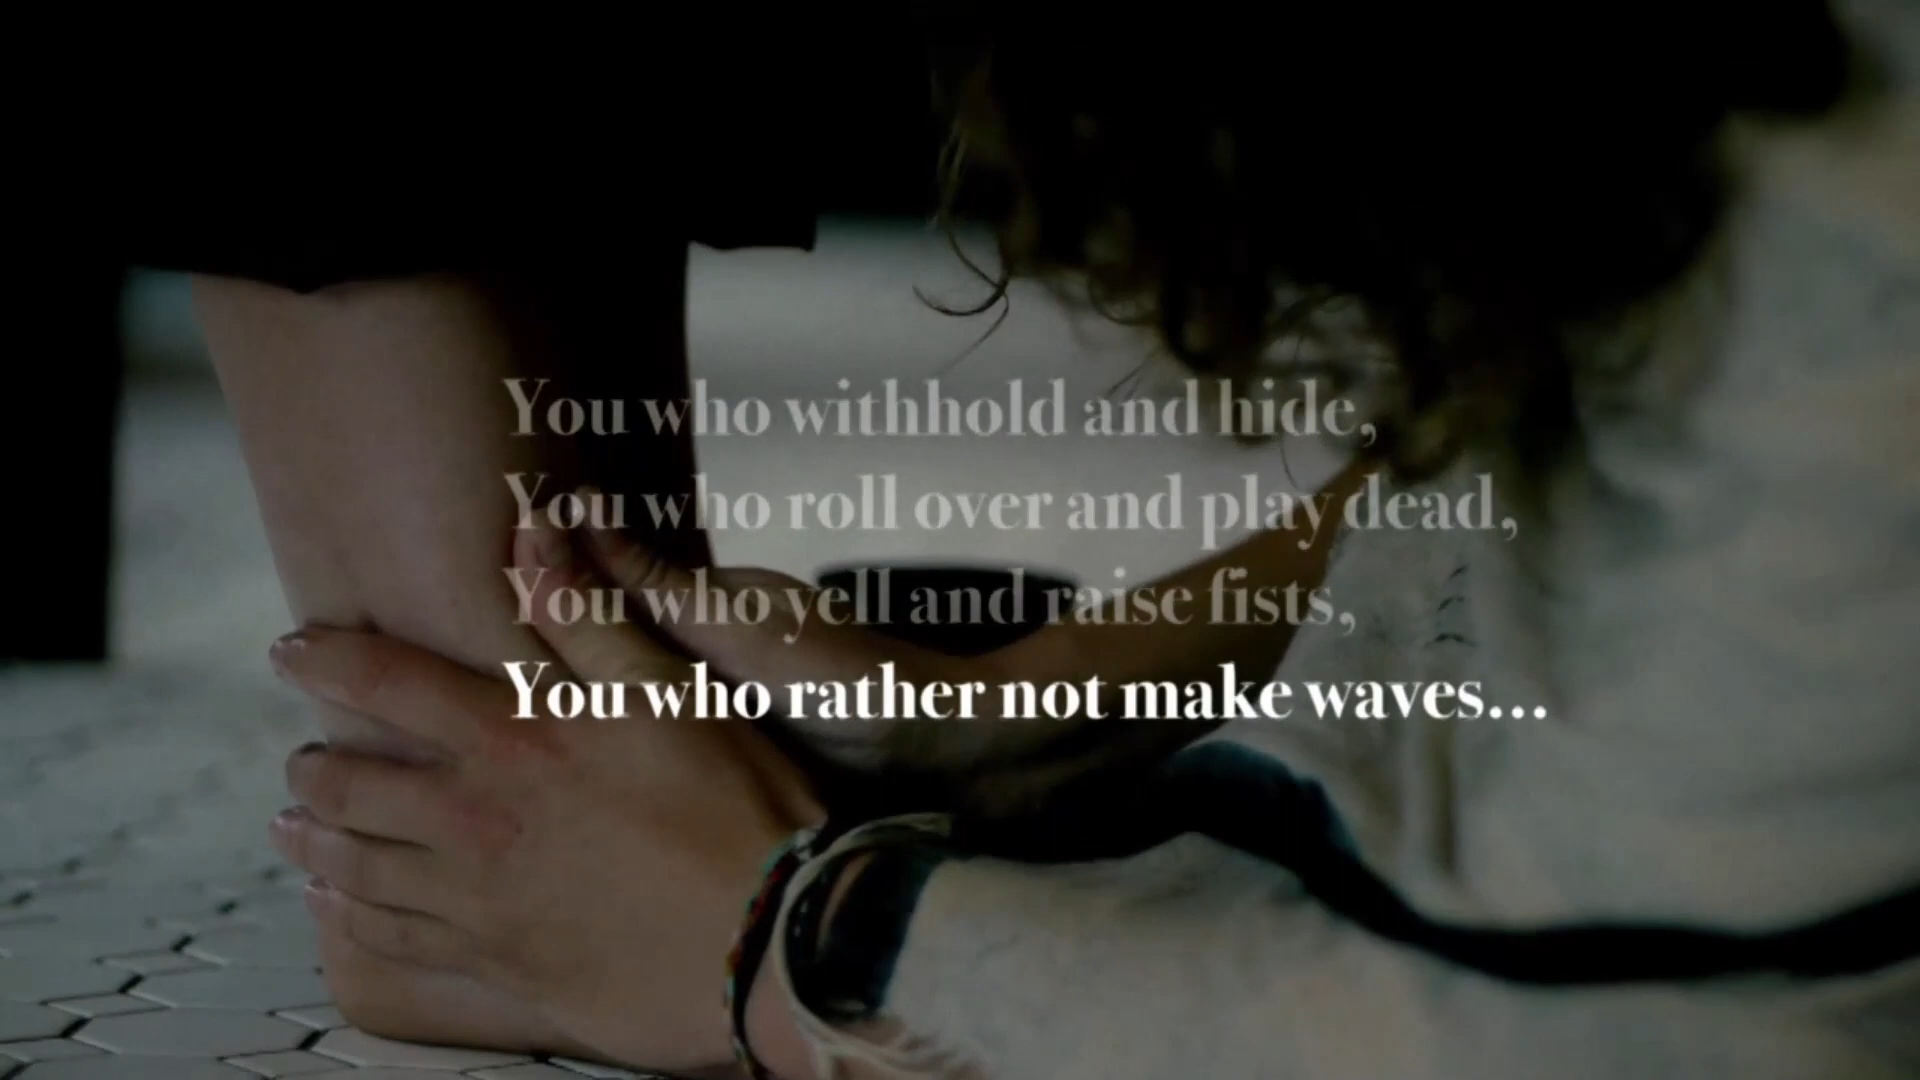 You who withhold and hide,
You who roll over and play dead,
You who yell and raise fists,
You who rather not make waves...